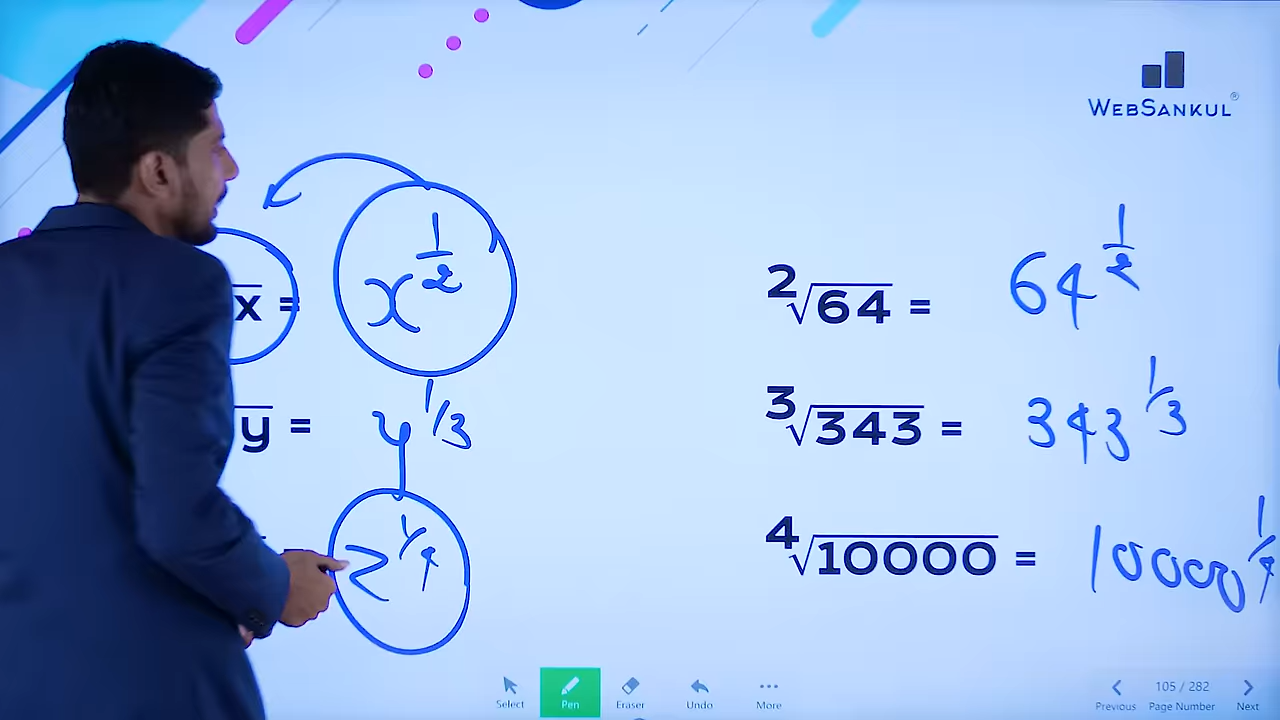 WEBSANKUL®
x = x^{1/2}
y = y^{1/3}
= z^{1/4}
²√64 = 64^{1/2}
³√343 = 343^{1/3}
⁴√10000 = 10000^{1/4}
Select Pen Eraser Undo More
105 / 282
Previous Page Number Next